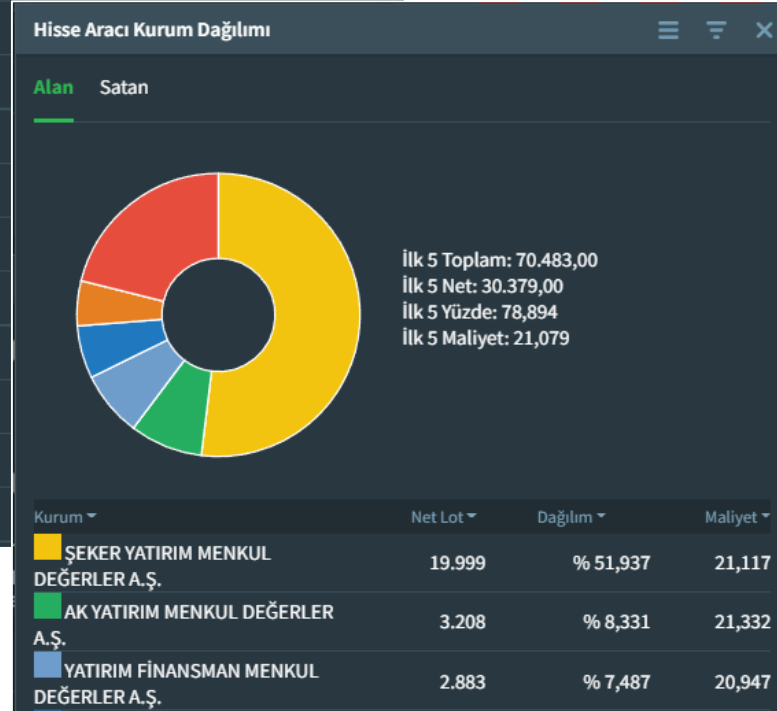 Hisse Aracı Kurum Dağılımı
Alan Satan
İlk 5 Toplam: 70.483,00
İlk 5 Net: 30.379,00
İlk 5 Yüzde: 78,894
İlk 5 Maliyet: 21,079
Kurum Net Lot Dağılım Maliyet
ŞEKER YATIRIM MENKUL
DEĞERLER A.Ş. 19.999 % 51,937 21,117
AK YATIRIM MENKUL DEĞERLER
A.Ş. 3.208 % 8,331 21,332
YATIRIM FİNANSMAN MENKUL
DEĞERLER A.Ş. 2.883 % 7,487 20,947